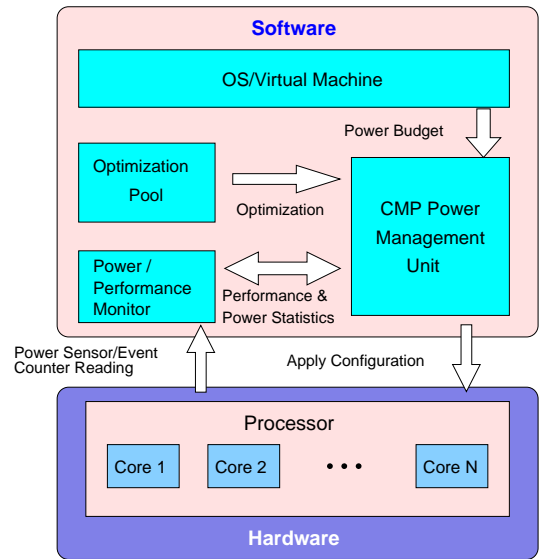 Software
OS/Virtual Machine
Power Budget
Optimization
Pool
Optimization
CMP Power
Management
Unit
Power /
Performance
Monitor
Performance &
Power Statistics
Power Sensor/Event
Counter Reading
Apply Configuration
Processor
Core 1
Core 2
• • •
Core N
Hardware